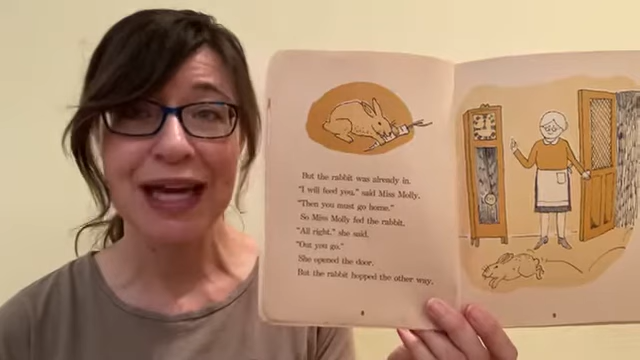 But the rabbit was already in.
"I will feed you," said Miss Molly.
"Then you must go home."
So Miss Molly fed the rabbit.
"All right," she said.
"Out you go."
She opened the door.
But the rabbit hopped the other way.